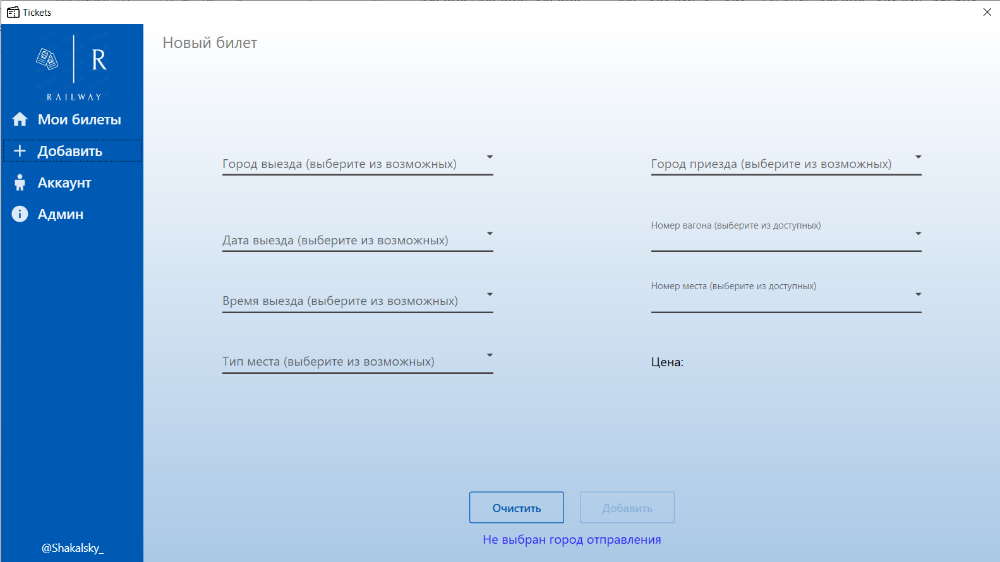 Tickets
R
RAILWAY
Мои билеты
Добавить
Аккаунт
Админ
@Shakalsky_
Новый билет
Город выезда (выберите из возможных)
Город приезда (выберите из возможных)
Дата выезда (выберите из возможных)
Номер вагона (выберите из доступных)
Время выезда (выберите из возможных)
Номер места (выберите из доступных)
Тип места (выберите из возможных)
Цена:
Очистить
Добавить
Не выбран город отправления